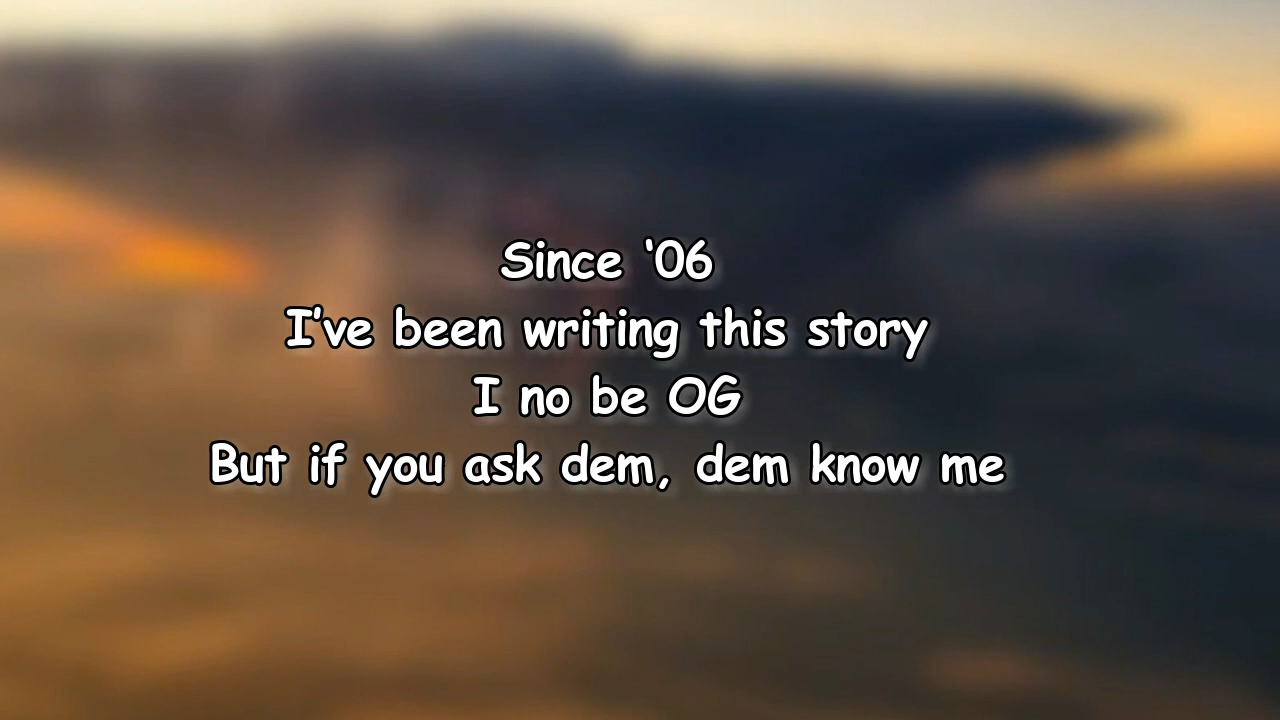 Since ‘06
I’ve been writing this story
I no be OG
But if you ask dem, dem know me